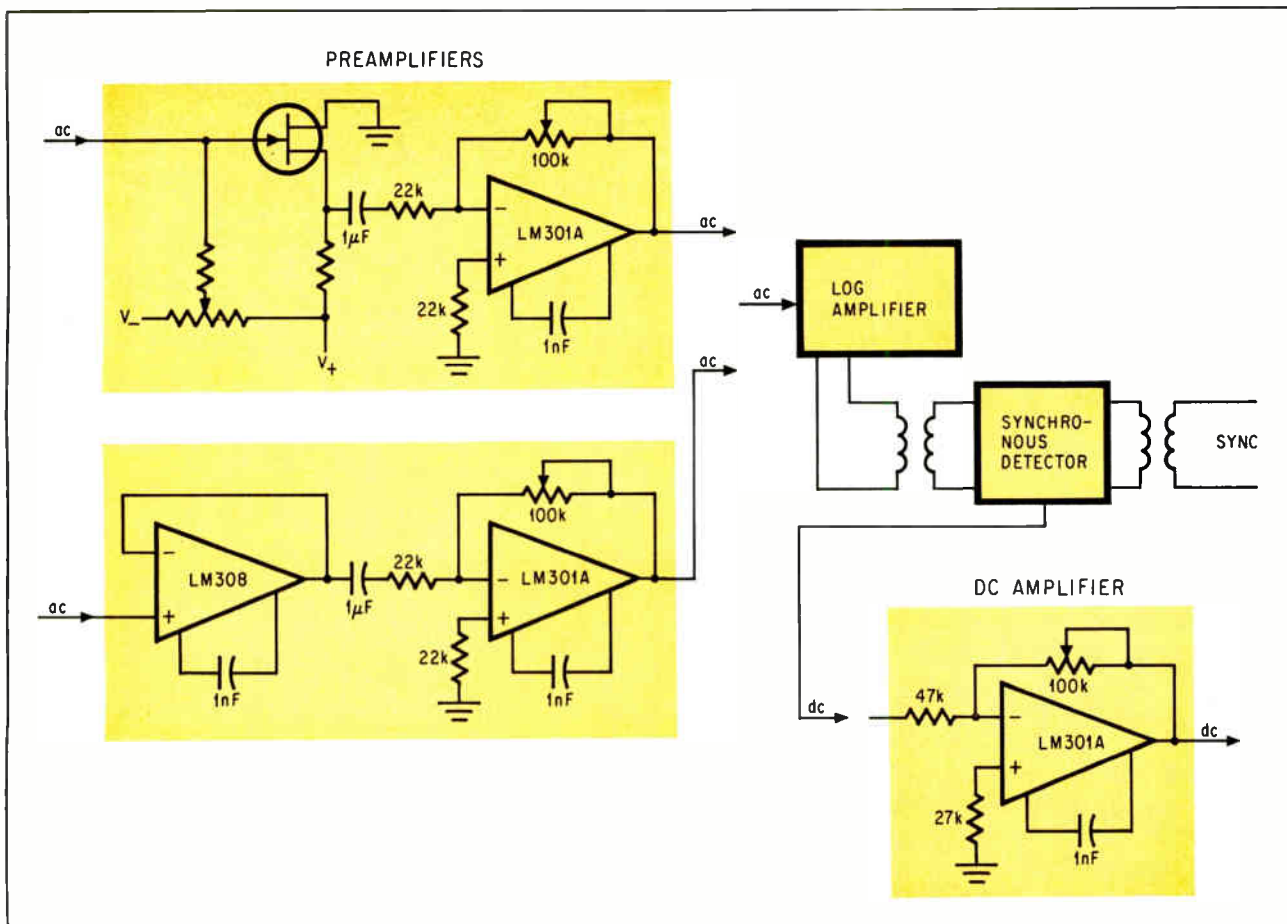 PREAMPLIFIERS
ac
100k
22k
1µF
LM301A
-
+
ac
22k
1nF
V-
V+
ac
LOG
AMPLIFIER
ac
SYNCHRO-
NOUS
DETECTOR
SYNC
100k
22k
1µF
-
LM308
+
ac
-
LM301A
+
22k
1nF
1nF
DC AMPLIFIER
100k
47k
dc
-
LM301A
+
dc
27k
1nF